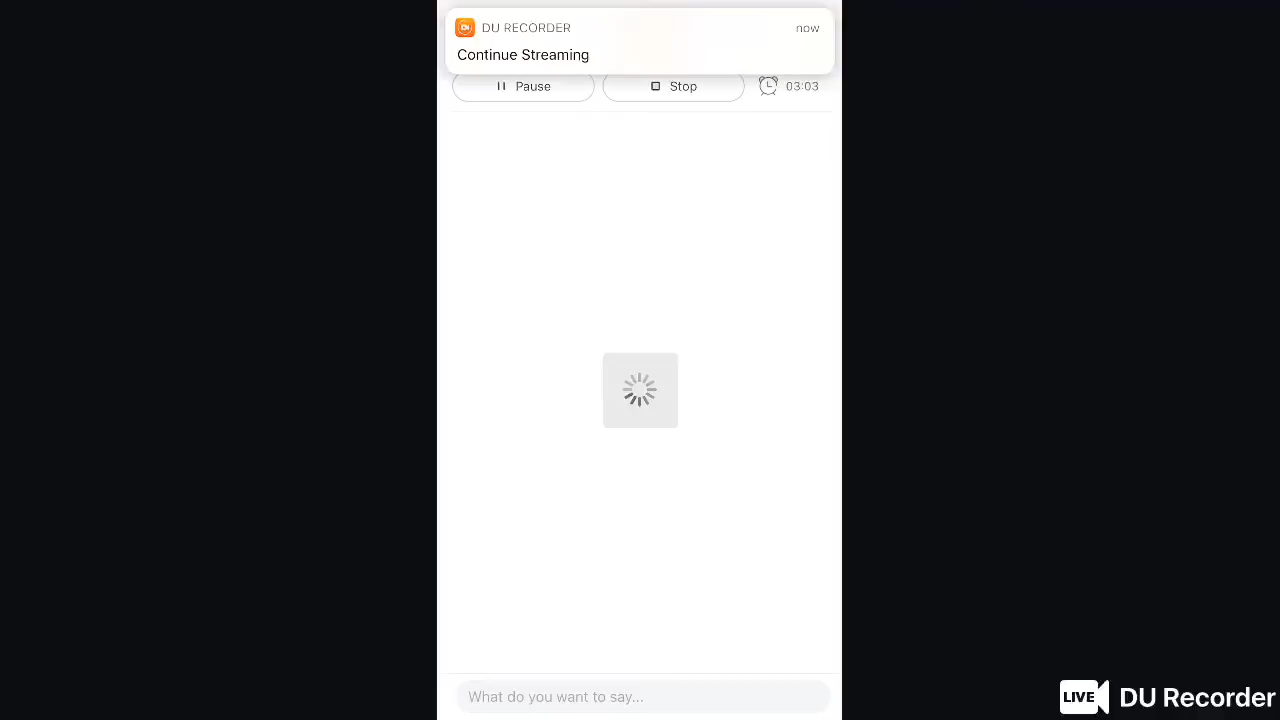 DU RECORDER now
Continue Streaming
Pause Stop 03:03
What do you want to say...
LIVE DU Recorder